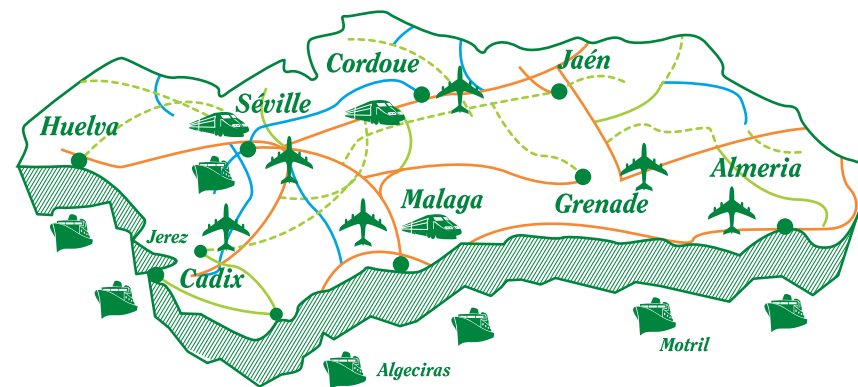 Cordoue
Jaén
Séville
Huelva
Almeria
Malaga
Grenade
Jerez
Cadix
Motril
Algeciras